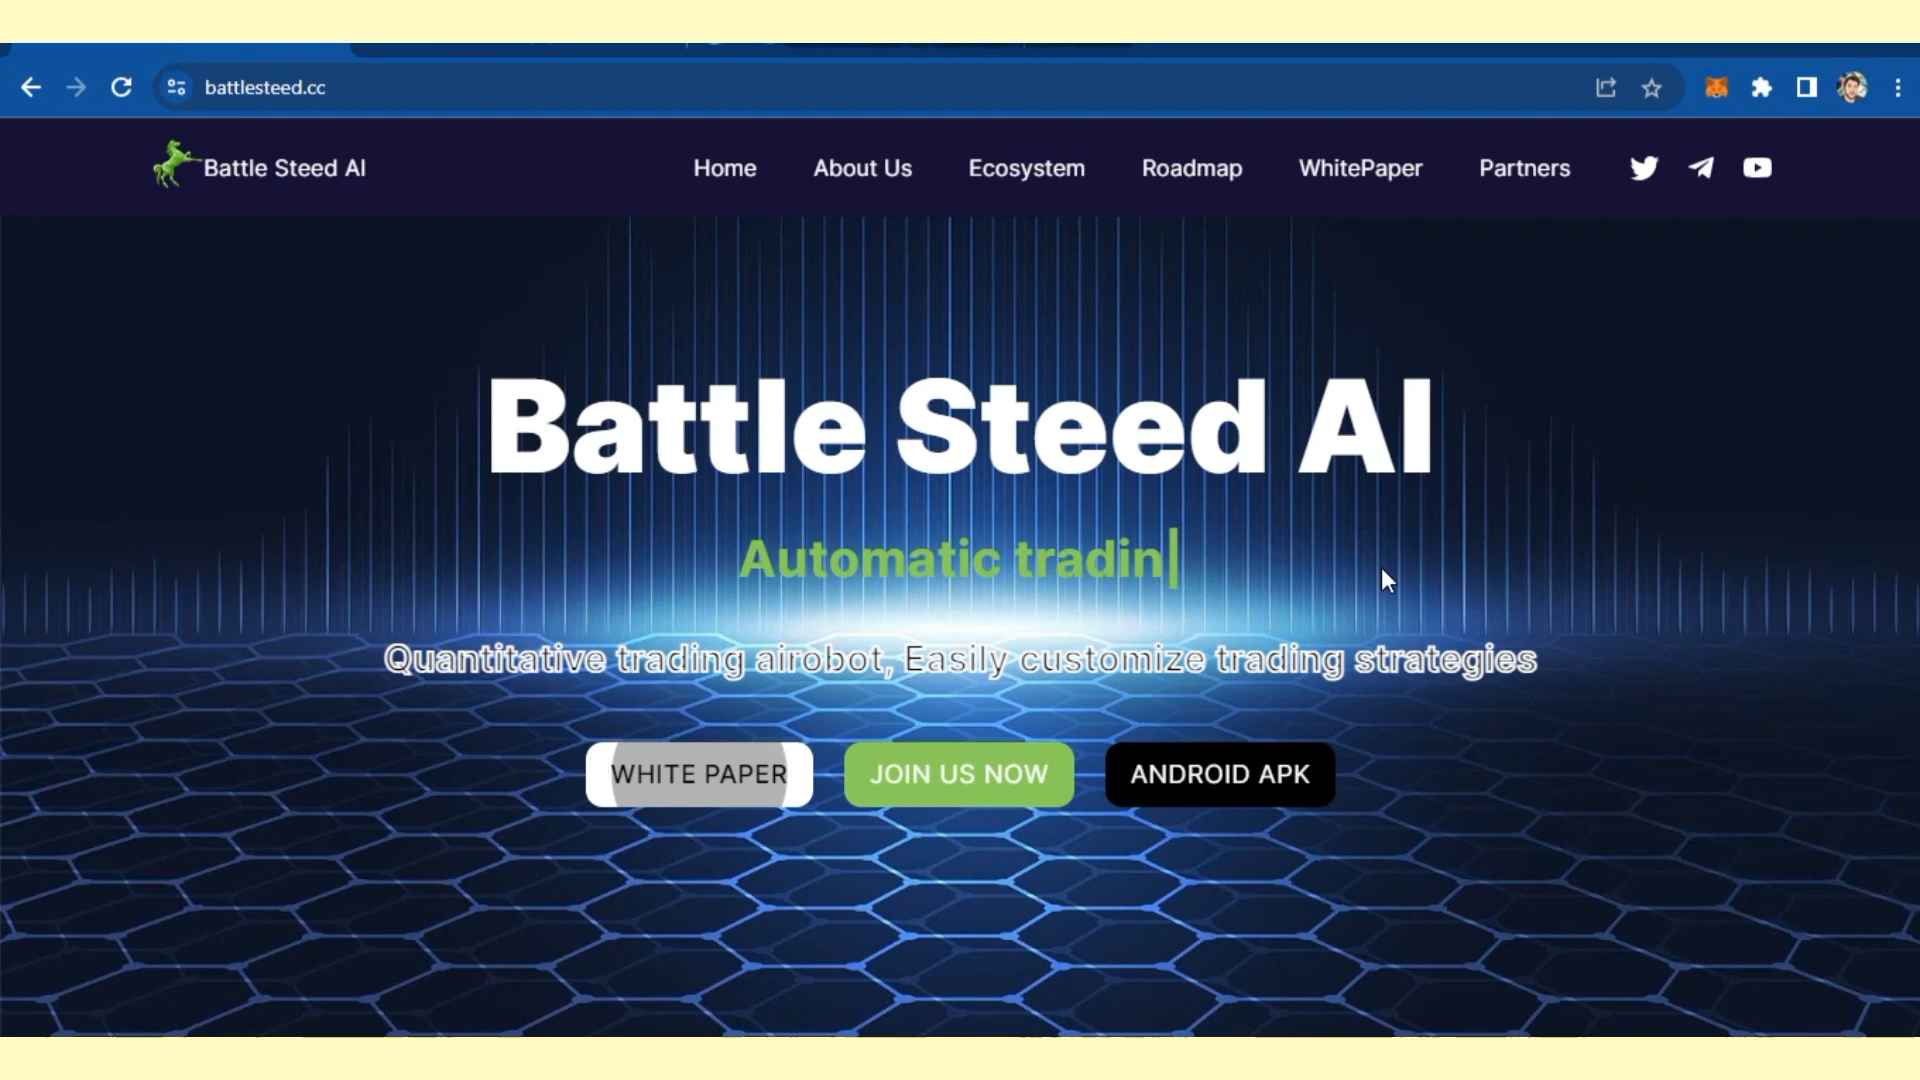 battlesteed.cc
Battle Steed AI
Home
About Us
Ecosystem
Roadmap
WhitePaper
Partners
Battle Steed AI
Automatic tradin
Quantitative trading airobot, Easily customize trading strategies
WHITE PAPER
JOIN US NOW
ANDROID APK